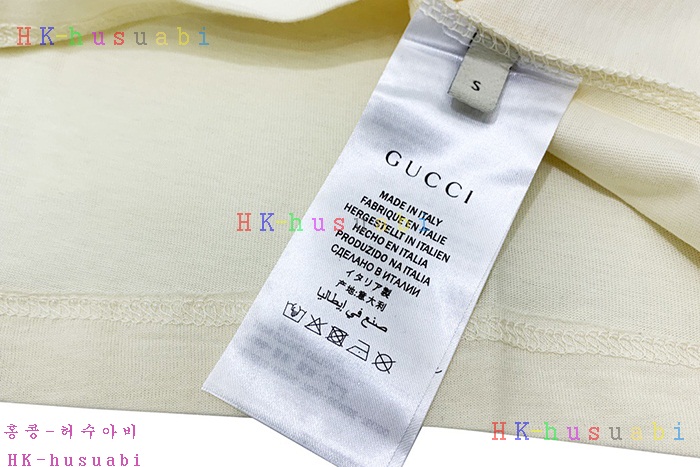 HK-husuabi
S
GUCCI
MADE IN ITALY
FABRIQUE EN ITALIE
HERGESTELLT IN ITALIEN
HECHO EN ITALIA
PRODUZIDO NA ITALIA
СДЕЛАНО В ИТАЛИИ
イタリア製
产地:意大利
صنع في إيطاليا
HK-husuabi
홍콩-허수아비
HK-husuabi
HK-husuabi